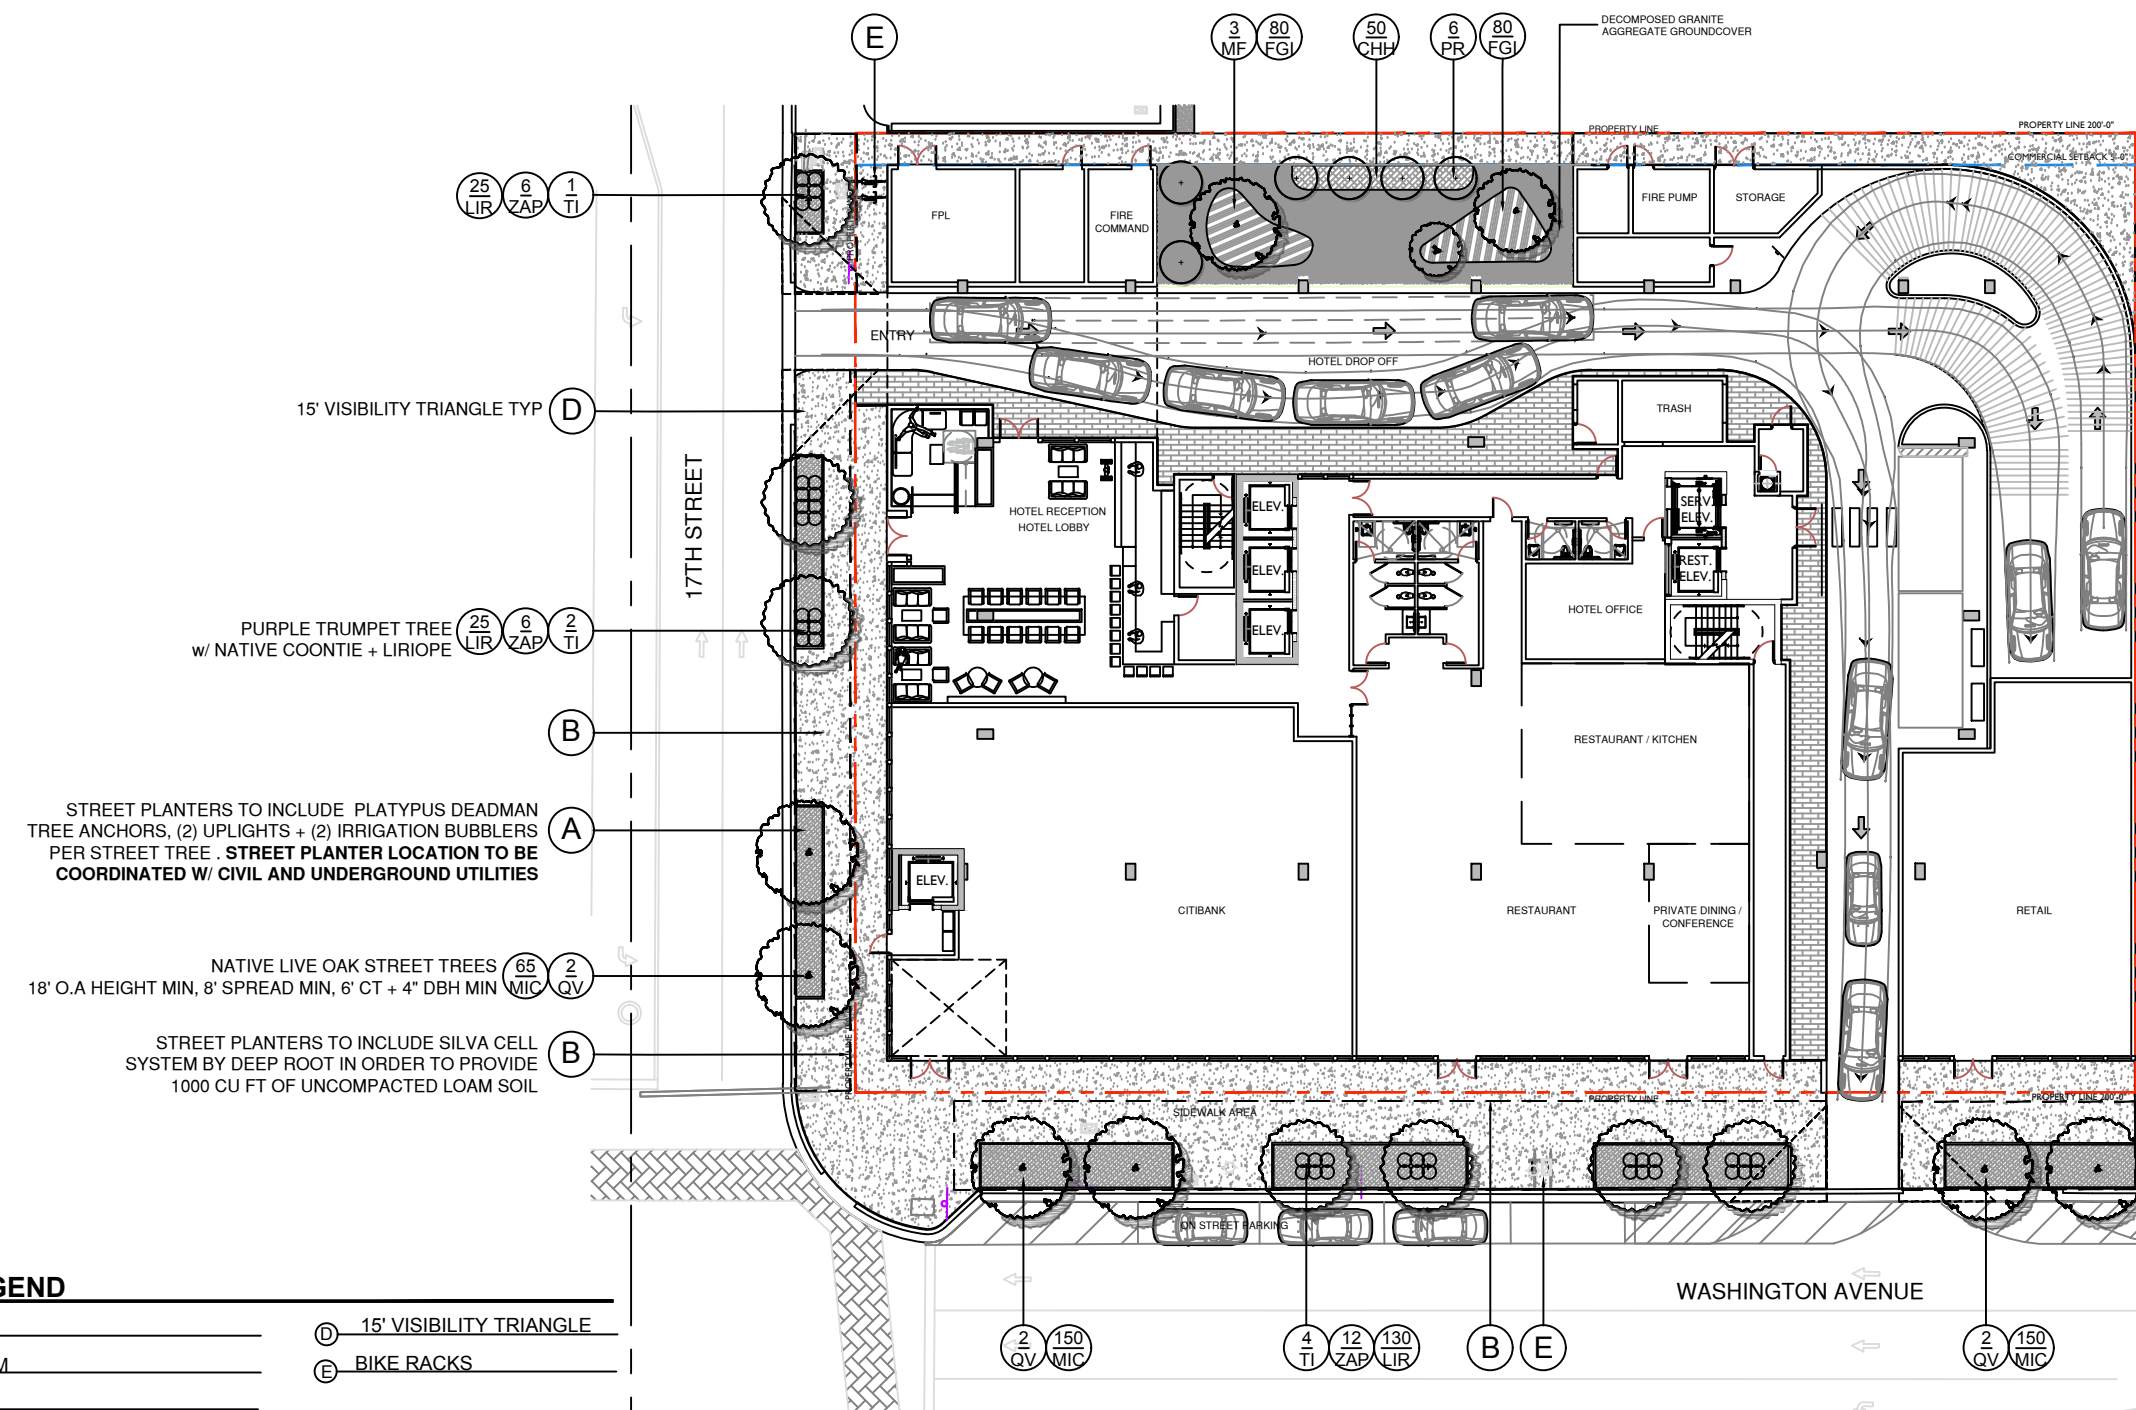 E
3
MF
80
FGI
50
CHH
6
PR
80
FGI
DECOMPOSED GRANITE
AGGREGATE GROUNDCOVER
PROPERTY LINE
PROPERTY LINE 200'-0"
COMMERCIAL SETBACK 5'-0"
25
LIR
6
ZAP
1
TI
FPL
FIRE
COMMAND
FIRE PUMP
STORAGE
ENTRY
HOTEL DROP OFF
15' VISIBILITY TRIANGLE TYP
D
TRASH
17TH STREET
HOTEL RECEPTION
HOTEL LOBBY
ELEV.
ELEV.
ELEV.
SERV.
ELEV.
REST.
ELEV.
HOTEL OFFICE
PURPLE TRUMPET TREE
w/ NATIVE COONTIE + LIRIOPE
25
LIR
6
ZAP
2
TI
B
RESTAURANT / KITCHEN
STREET PLANTERS TO INCLUDE PLATYPUS DEADMAN
TREE ANCHORS, (2) UPLIGHTS + (2) IRRIGATION BUBBLERS
PER STREET TREE . STREET PLANTER LOCATION TO BE
COORDINATED W/ CIVIL AND UNDERGROUND UTILITIES
A
ELEV.
CITIBANK
RESTAURANT
PRIVATE DINING /
CONFERENCE
RETAIL
NATIVE LIVE OAK STREET TREES
18' O.A HEIGHT MIN, 8' SPREAD MIN, 6' CT + 4" DBH MIN
65
MIC
2
QV
STREET PLANTERS TO INCLUDE SILVA CELL
SYSTEM BY DEEP ROOT IN ORDER TO PROVIDE
1000 CU FT OF UNCOMPACTED LOAM SOIL
B
PROPERTY LINE
SIDEWALK AREA
PROPERTY LINE
PROPERTY LINE 200'-0"
ON STREET PARKING
WASHINGTON AVENUE
GEND
D
15' VISIBILITY TRIANGLE
M
E
BIKE RACKS
2
QV
150
MIC
4
TI
12
ZAP
130
LIR
B
E
2
QV
150
MIC